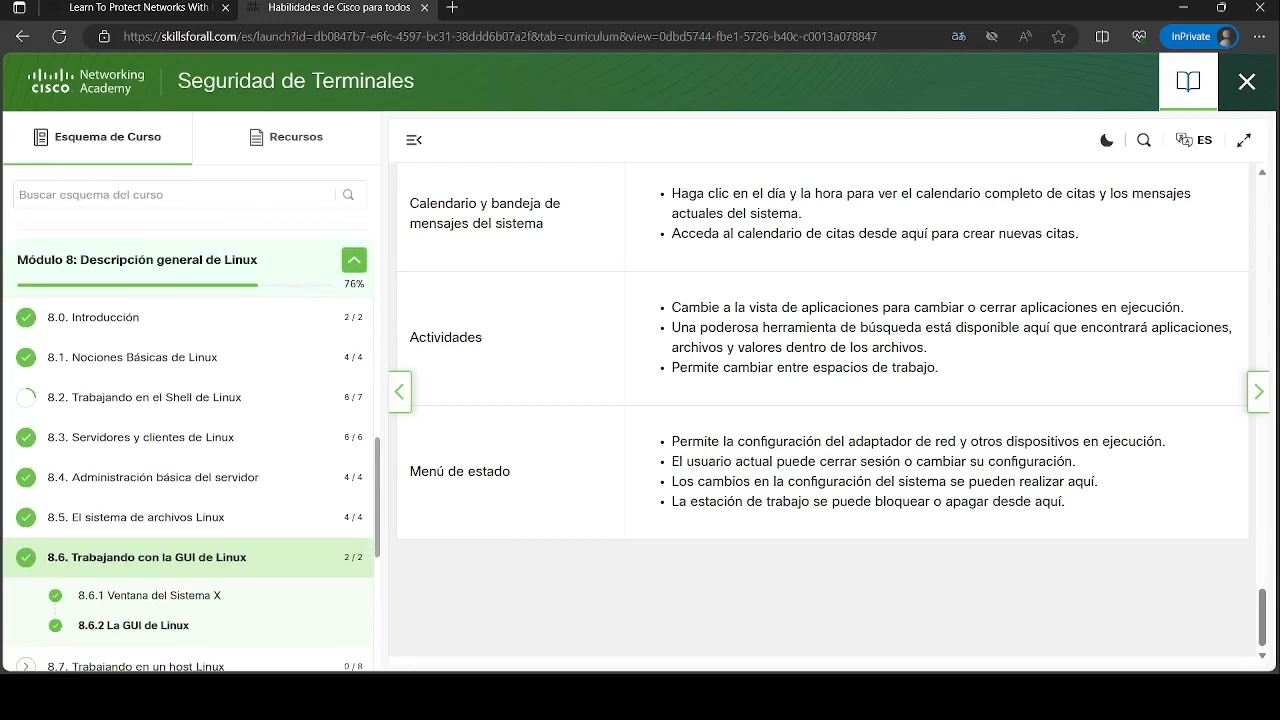 Learn To Protect Networks With
Habilidades de Cisco para todos
https://skillsforall.com/es/launch?id=db0847b7-e6fc-4597-bc31-38ddd6b07a2f&tab=curriculum&view=0dbd5744-fbe1-5726-b40c-c0013a078847
InPrivate
CISCO Networking Academy
Seguridad de Terminales
Esquema de Curso
Recursos
Buscar esquema del curso
Módulo 8: Descripción general de Linux
76%
8.0. Introducción 2 / 2
8.1. Nociones Básicas de Linux 4 / 4
8.2. Trabajando en el Shell de Linux 6 / 7
8.3. Servidores y clientes de Linux 6 / 6
8.4. Administración básica del servidor 4 / 4
8.5. El sistema de archivos Linux 4 / 4
8.6. Trabajando con la GUI de Linux 2 / 2
8.6.1 Ventana del Sistema X
8.6.2 La GUI de Linux
8.7. Trabajando en un host Linux 0 / 8
ES
Calendario y bandeja de
mensajes del sistema
• Haga clic en el día y la hora para ver el calendario completo de citas y los mensajes
actuales del sistema.
• Acceda al calendario de citas desde aquí para crear nuevas citas.
Actividades
• Cambie a la vista de aplicaciones para cambiar o cerrar aplicaciones en ejecución.
• Una poderosa herramienta de búsqueda está disponible aquí que encontrará aplicaciones,
archivos y valores dentro de los archivos.
• Permite cambiar entre espacios de trabajo.
Menú de estado
• Permite la configuración del adaptador de red y otros dispositivos en ejecución.
• El usuario actual puede cerrar sesión o cambiar su configuración.
• Los cambios en la configuración del sistema se pueden realizar aquí.
• La estación de trabajo se puede bloquear o apagar desde aquí.